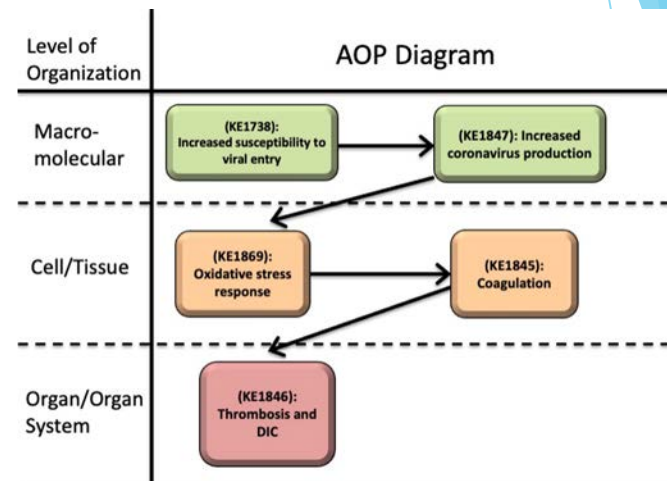 Level of
Organization
AOP Diagram
Macro-
molecular
(KE1738):
Increased susceptibility to
viral entry
(KE1847): Increased
coronavirus production
Cell/Tissue
(KE1869):
Oxidative stress
response
(KE1845):
Coagulation
Organ/Organ
System
(KE1846):
Thrombosis and
DIC